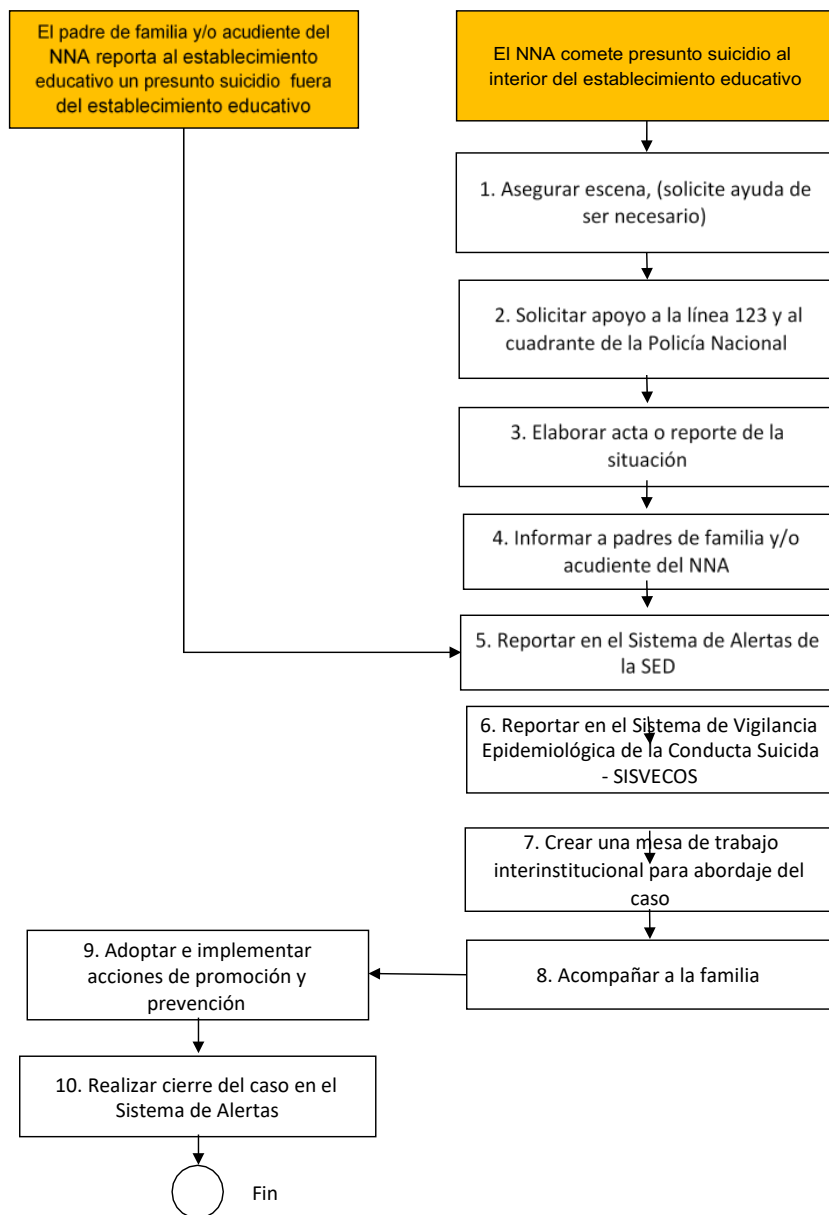 El padre de familia y/o acudiente del
NNA reporta al establecimiento
educativo un presunto suicidio fuera
del establecimiento educativo
El NNA comete presunto suicidio al
interior del establecimiento educativo
1. Asegurar escena, (solicite ayuda de
ser necesario)
2. Solicitar apoyo a la línea 123 y al
cuadrante de la Policía Nacional
3. Elaborar acta o reporte de la
situación
4. Informar a padres de familia y/o
acudiente del NNA
5. Reportar en el Sistema de Alertas de
la SED
6. Reportar en el Sistema de Vigilancia
Epidemiológica de la Conducta Suicida
- SISVECOS
7. Crear una mesa de trabajo
interinstitucional para abordaje del
caso
8. Acompañar a la familia
9. Adoptar e implementar
acciones de promoción y
prevención
10. Realizar cierre del caso en el
Sistema de Alertas
Fin